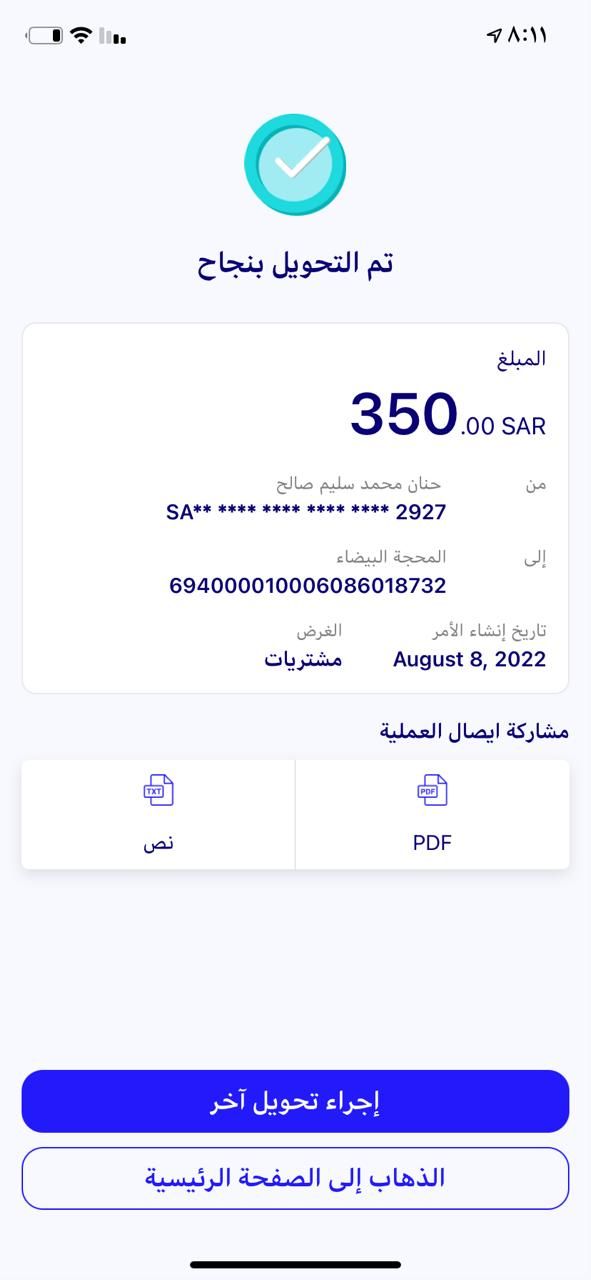 ٨:١١
تم التحويل بنجاح
المبلغ
350.00 SAR
من حنان محمد سليم صالح
SA** **** **** **** **** 2927
إلى المحجة البيضاء
694000010006086018732
تاريخ إنشاء الأمر الغرض
August 8, 2022 مشتريات
مشاركة ايصال العملية
PDF TXT
PDF نص
إجراء تحويل آخر
الذهاب إلى الصفحة الرئيسية